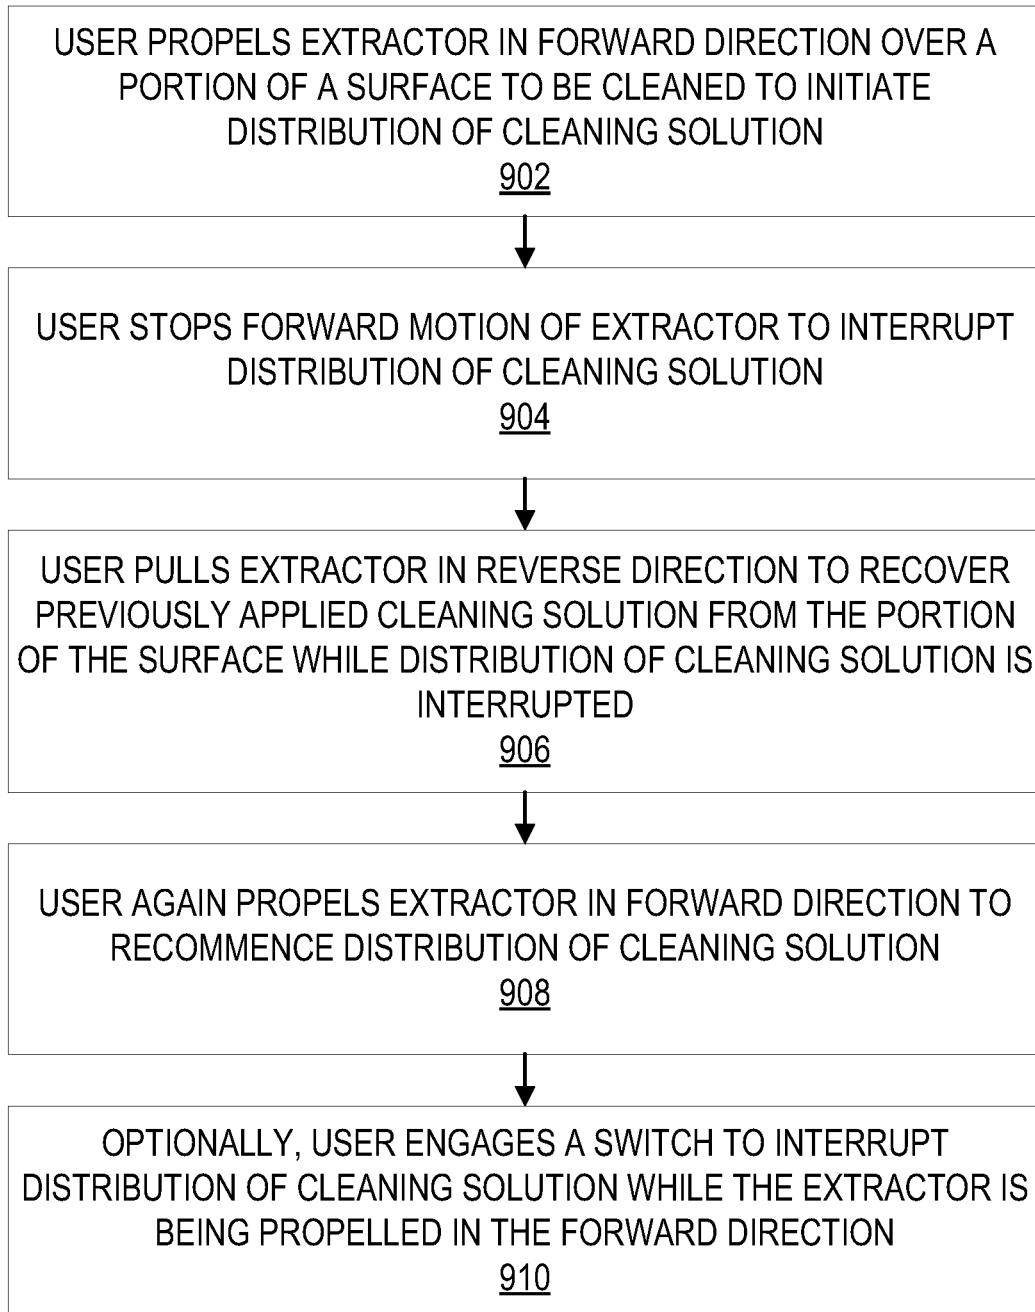 USER PROPELS EXTRACTOR IN FORWARD DIRECTION OVER A
PORTION OF A SURFACE TO BE CLEANED TO INITIATE
DISTRIBUTION OF CLEANING SOLUTION
902
USER STOPS FORWARD MOTION OF EXTRACTOR TO INTERRUPT
DISTRIBUTION OF CLEANING SOLUTION
904
USER PULLS EXTRACTOR IN REVERSE DIRECTION TO RECOVER
PREVIOUSLY APPLIED CLEANING SOLUTION FROM THE PORTION
OF THE SURFACE WHILE DISTRIBUTION OF CLEANING SOLUTION IS
INTERRUPTED
906
USER AGAIN PROPELS EXTRACTOR IN FORWARD DIRECTION TO
RECOMMENCE DISTRIBUTION OF CLEANING SOLUTION
908
OPTIONALLY, USER ENGAGES A SWITCH TO INTERRUPT
DISTRIBUTION OF CLEANING SOLUTION WHILE THE EXTRACTOR IS
BEING PROPELLED IN THE FORWARD DIRECTION
910